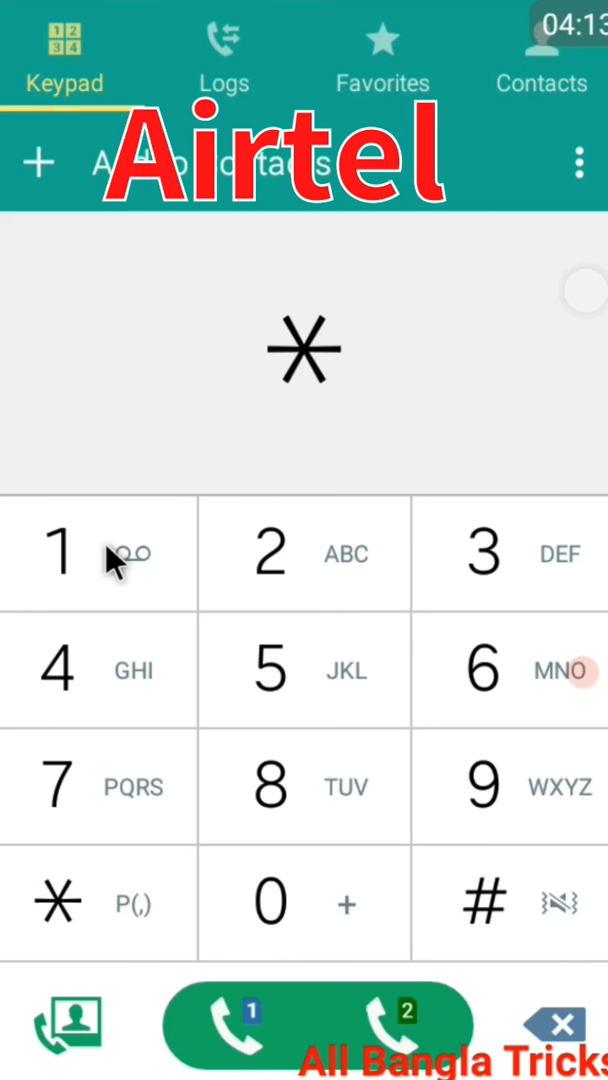 04:13
Keypad Logs Favorites Contacts
Airtel
*
1 2 ABC 3 DEF
4 GHI 5 JKL 6 MNO
7 PQRS 8 TUV 9 WXYZ
* P(,) 0 + #
1 2
All Bangla Tricks